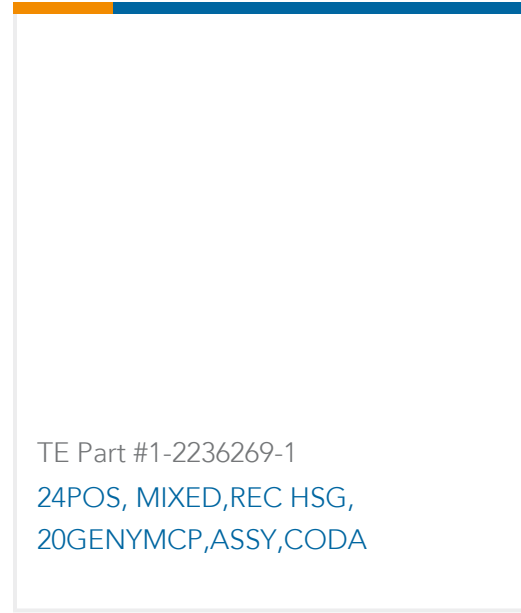 TE Part #1-2236269-1
24POS, MIXED,REC HSG,
20GENYMCP,ASSY,CODA